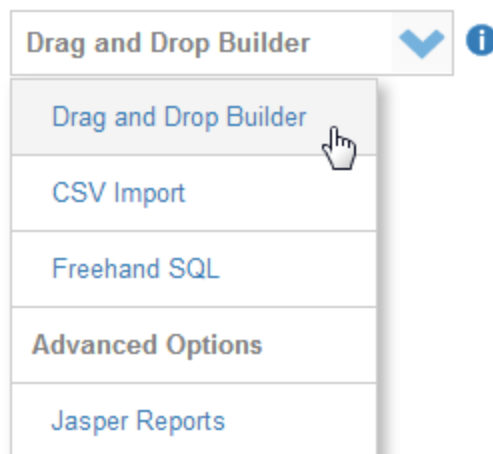 Drag and Drop Builder
Drag and Drop Builder
CSV Import
Freehand SQL
Advanced Options
Jasper Reports